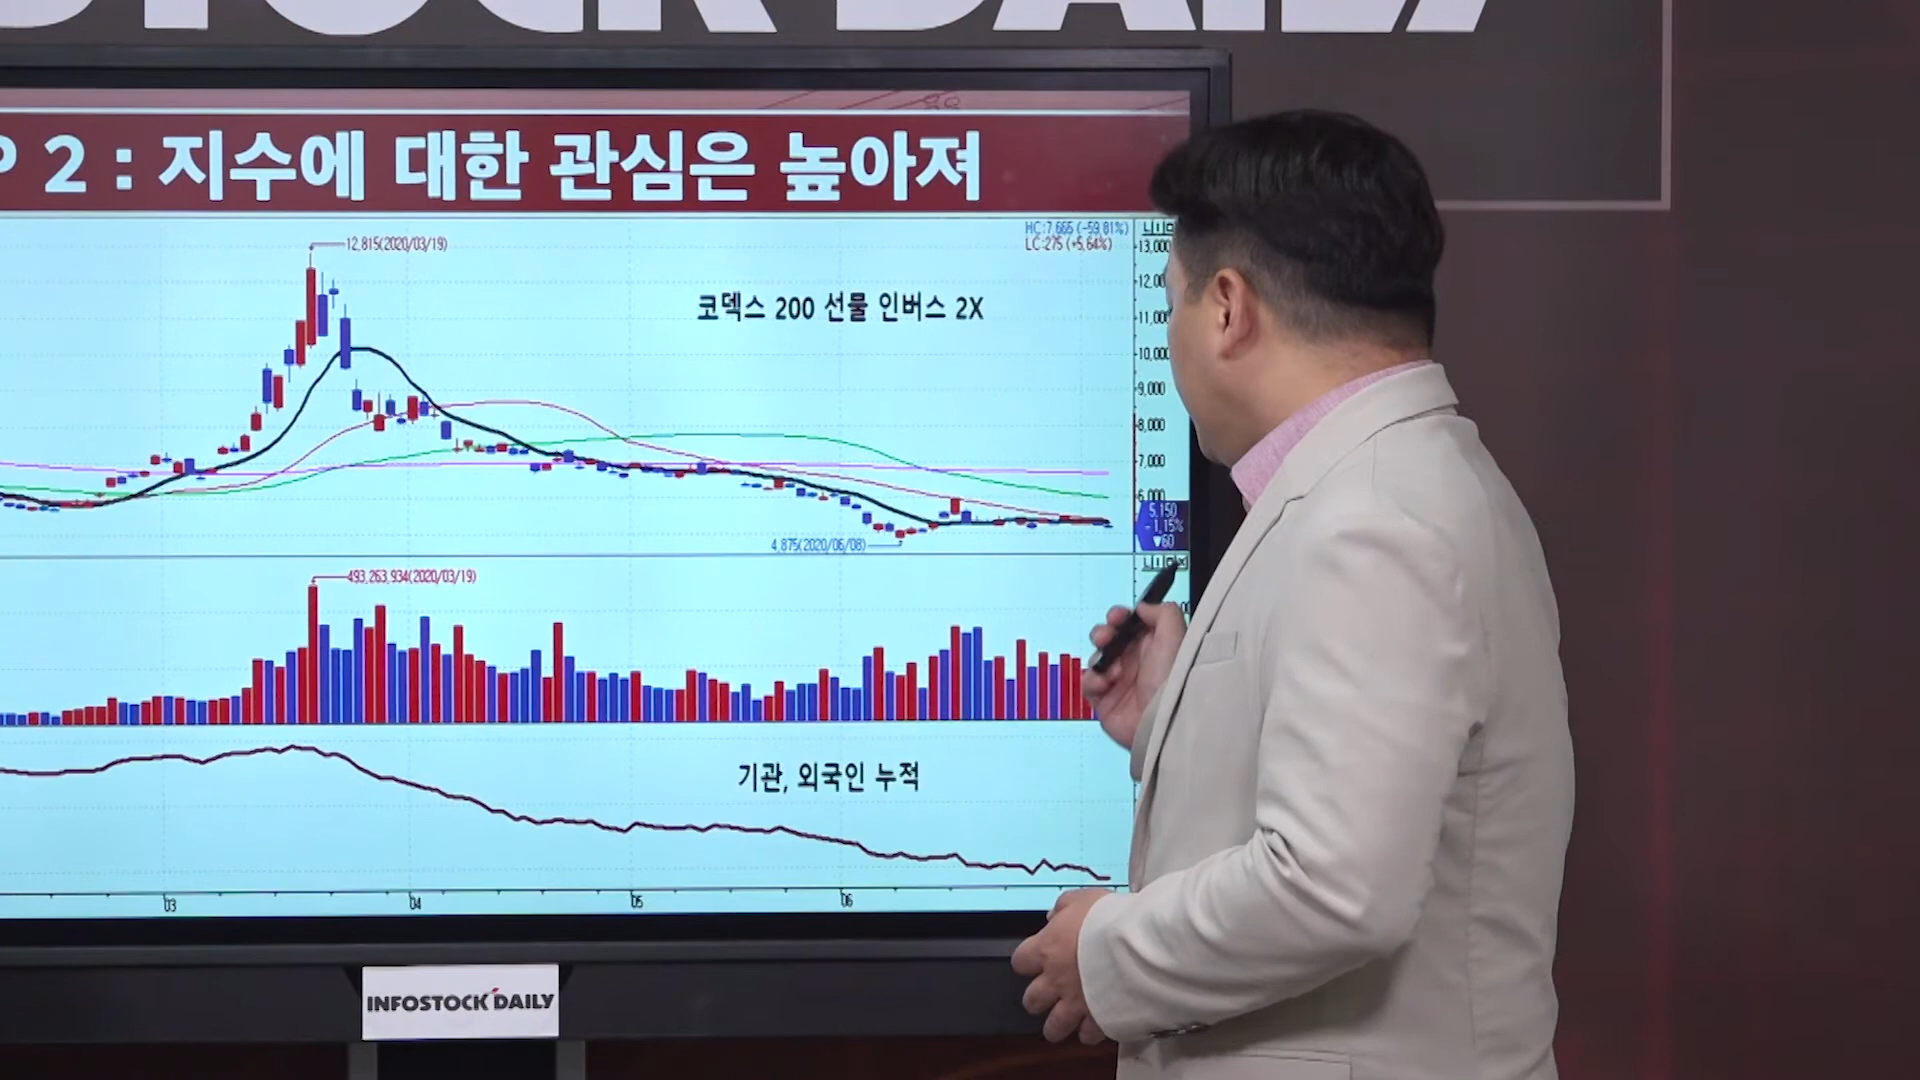 STOCK DAILY
P 2 : 지수에 대한 관심은 높아져
12,815(2020/03/19)
HC:7,665 (-59,81%)
LC:275 (+5,64%)
코덱스 200 선물 인버스 2X
13,000
12,00
11,000
10,000
9,000
8,000
7,000
6,000
5,150
-1,15%
▼60
4,875(2020/06/08)
493,263,934(2020/03/19)
기관, 외국인 누적
03 04 05 06
INFOSTOCK DAILY